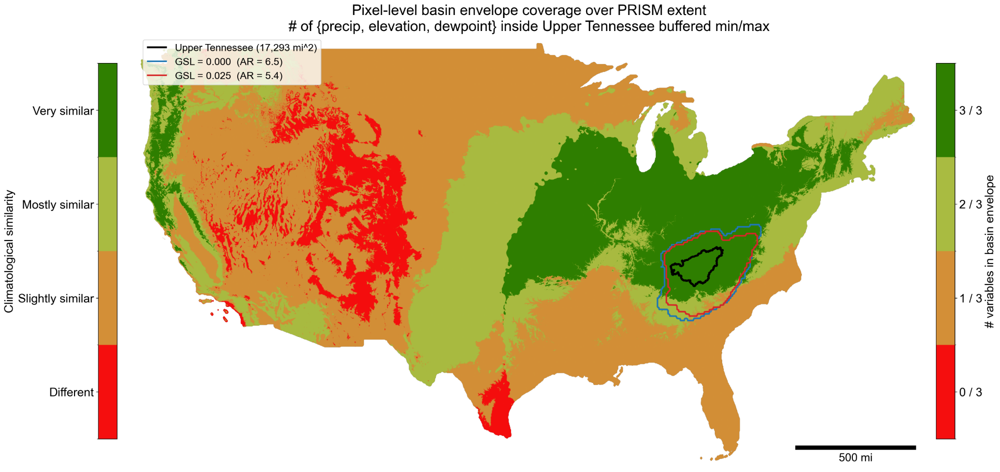 Pixel-level basin envelope coverage over PRISM extent
# of {precip, elevation, dewpoint} inside Upper Tennessee buffered min/max
Upper Tennessee (17,293 mi^2)
GSL = 0.000  (AR = 6.5)
GSL = 0.025  (AR = 5.4)
Climatological similarity
Very similar
Mostly similar
Slightly similar
Different
3 / 3
2 / 3
1 / 3
0 / 3
# variables in basin envelope
500 mi